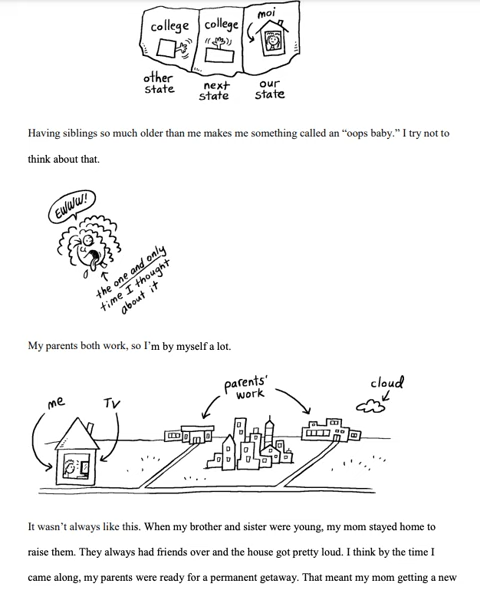 college
college
moi
other
state
next
state
our
state
Having siblings so much older than me makes me something called an “oops baby.” I try not to
think about that.
EWWW!
the one and only
time I thought
about it
My parents both work, so I’m by myself a lot.
me
TV
parents'
work
cloud
It wasn’t always like this. When my brother and sister were young, my mom stayed home to
raise them. They always had friends over and the house got pretty loud. I think by the time I
came along, my parents were ready for a permanent getaway. That meant my mom getting a new